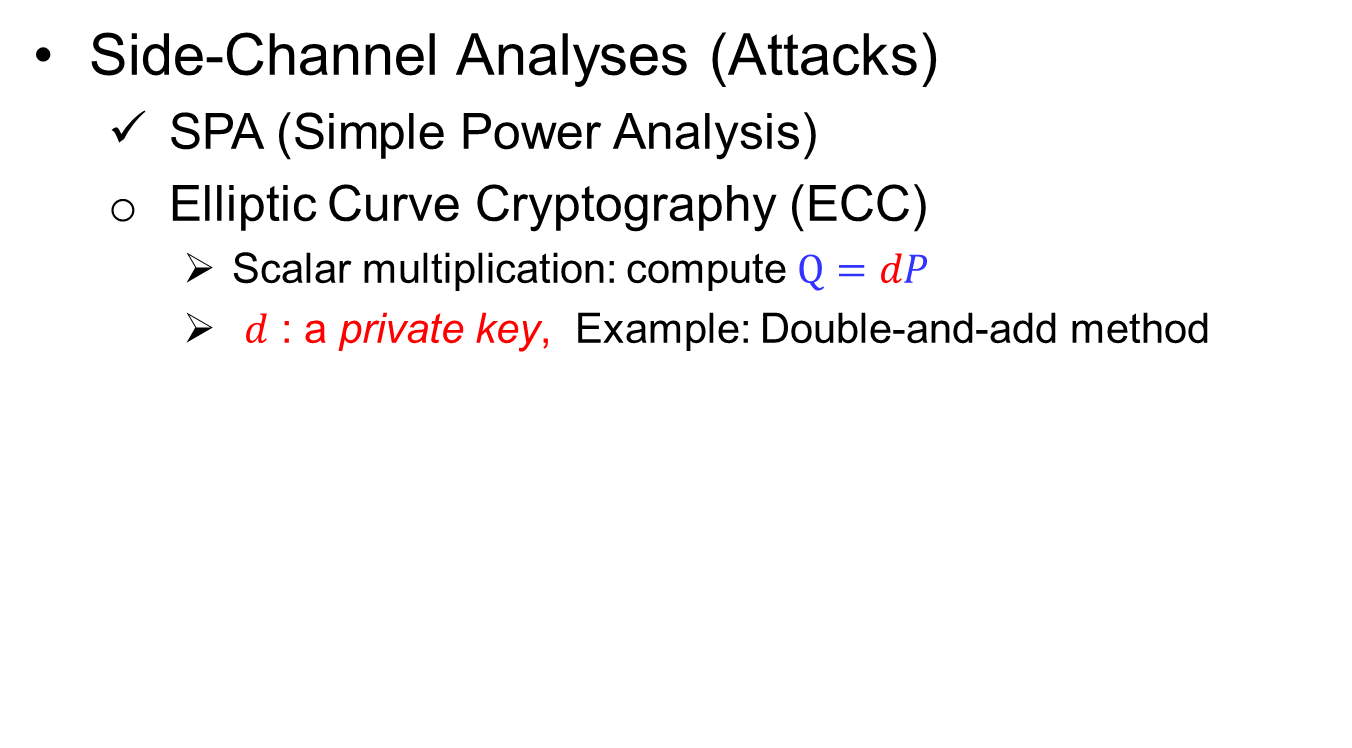 • Side-Channel Analyses (Attacks)
✓ SPA (Simple Power Analysis)
o Elliptic Curve Cryptography (ECC)
➢ Scalar multiplication: compute Q = dP
➢ d : a private key, Example: Double-and-add method